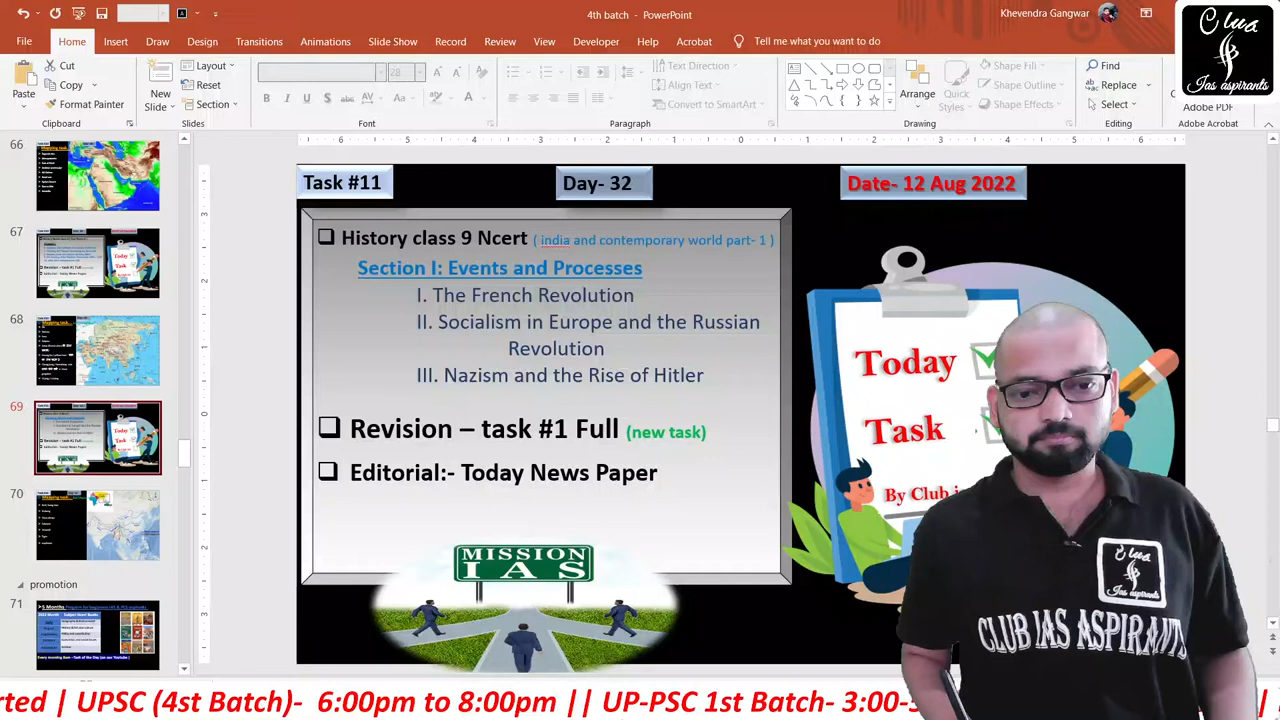 4th batch - PowerPoint
Khevendra Gangwar
File Home Insert Draw Design Transitions Animations Slide Show Record Review View Developer Help Acrobat Tell me what you want to do
Cut
Copy
Format Painter
Paste
Clipboard
New
Slide
Layout
Reset
Section
Slides
28
Font
Text Direction
Align Text
Convert to SmartArt
Paragraph
Arrange
Quick
Styles
Shape Fill
Shape Outline
Shape Effects
Drawing
Find
Replace
Select
Editing
Adobe PDF
Adobe Acrobat
Club
Ias aspirants
66
67
68
69
70
promotion
71
Task #11
Day- 32
Date- 12 Aug 2022
History class 9 Ncert ( india and contemporary world part- 1 )
Section I: Events and Processes
I. The French Revolution
II. Socialism in Europe and the Russian
Revolution
III. Nazism and the Rise of Hitler
Revision – task #1 Full (new task)
Editorial:- Today News Paper
MISSION
IAS
Today
Task
By Club i
CLUB IAS ASPIRANTS
rted | UPSC (4st Batch)- 6:00pm to 8:00pm || UP-PSC 1st Batch- 3:00-